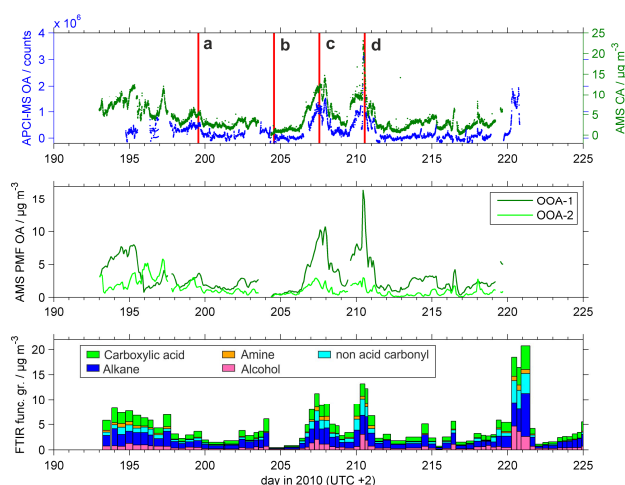 × 10⁶
4
3
2
1
0
APQI-MS OA / counts
a
b
c
d
25
20
15
10
5
0
AMS CA / µg m⁻³
190 195 200 205 210 215 220 225
15
10
5
0
AMS PMF OA / µg m⁻³
OOA-1
OOA-2
190 195 200 205 210 215 220 225
20
15
10
5
0
FTIR func. gr. / µg m⁻³
Carboxylic acid Amine non acid carbonyl
Alkane Alcohol
190 195 200 205 210 215 220 225
day in 2010 (UTC +2)